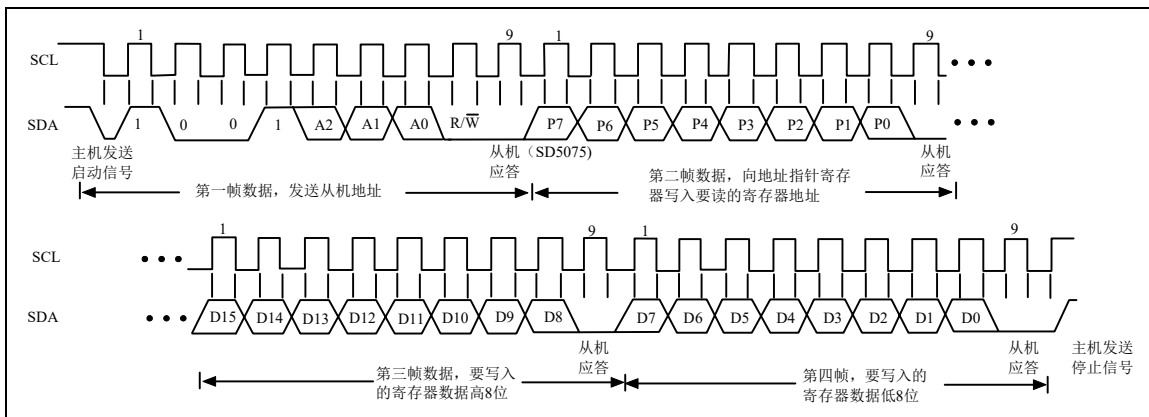 1 9 1 9
SCL
SDA 1 0 0 1 A2 A1 A0 R/W̅ P7 P6 P5 P4 P3 P2 P1 P0
主机发送
启动信号
从机（SD5075）
应答
从机
应答
第一帧数据，发送从机地址
第二帧数据，向地址指针寄存
器写入要读的寄存器地址
1 9 1 9
SCL
SDA D15 D14 D13 D12 D11 D10 D9 D8 D7 D6 D5 D4 D3 D2 D1 D0
从机
应答
从机
应答
主机发送
停止信号
第三帧数据，要写入
的寄存器数据高8位
第四帧，要写入的
寄存器数据低8位